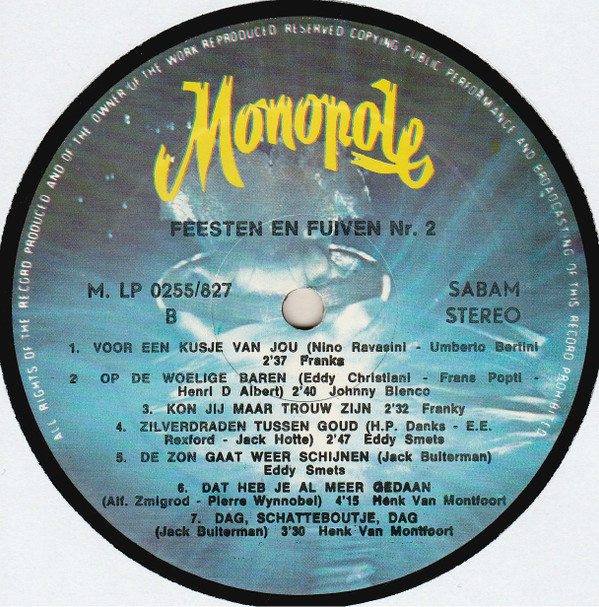 ALL RIGHTS OF THE RECORD PRODUCED AND OF THE OWNER OF THE WORK REPRODUCED RESERVED COPYING PUBLIC PERFORMANCE AND BROADCASTING OF THIS RECORD PROHIBITED
Monopole
FEESTEN EN FUIVEN Nr. 2
M. LP 0255/827 SABAM
B STEREO
1. VOOR EEN KUSJE VAN JOU (Nino Ravasini - Umberto Bertini
2'37 Franka
2 OP DE WOELIGE BAREN (Eddy Christiani - Frans Popti -
Henri D Albert) 2'40 Johnny Blenco
3. KON JIJ MAAR TROUW ZIJN 2'32 Franky
4. ZILVERDRADEN TUSSEN GOUD (H.P. Danks - E.E.
Rexford - Jack Hotte) 2'47 Eddy Smets
5. DE ZON GAAT WEER SCHIJNEN (Jack Bulterman)
Eddy Smets
6. DAT HEB JE AL MEER GEDAAN
(Alf. Zmigrod - Pierre Wynnobel) 4'15 Henk Van Montfoort
7. DAG, SCHATTEBOUTJE, DAG
(Jack Bulterman) 3'30 Henk Van Montfoort